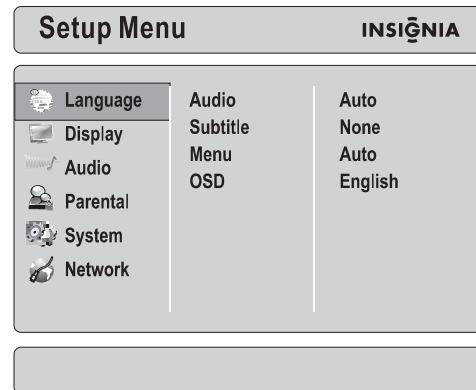 Setup Menu
INSIGNIA
Language
Display
Audio
Parental
System
Network
Audio Auto
Subtitle None
Menu Auto
OSD English